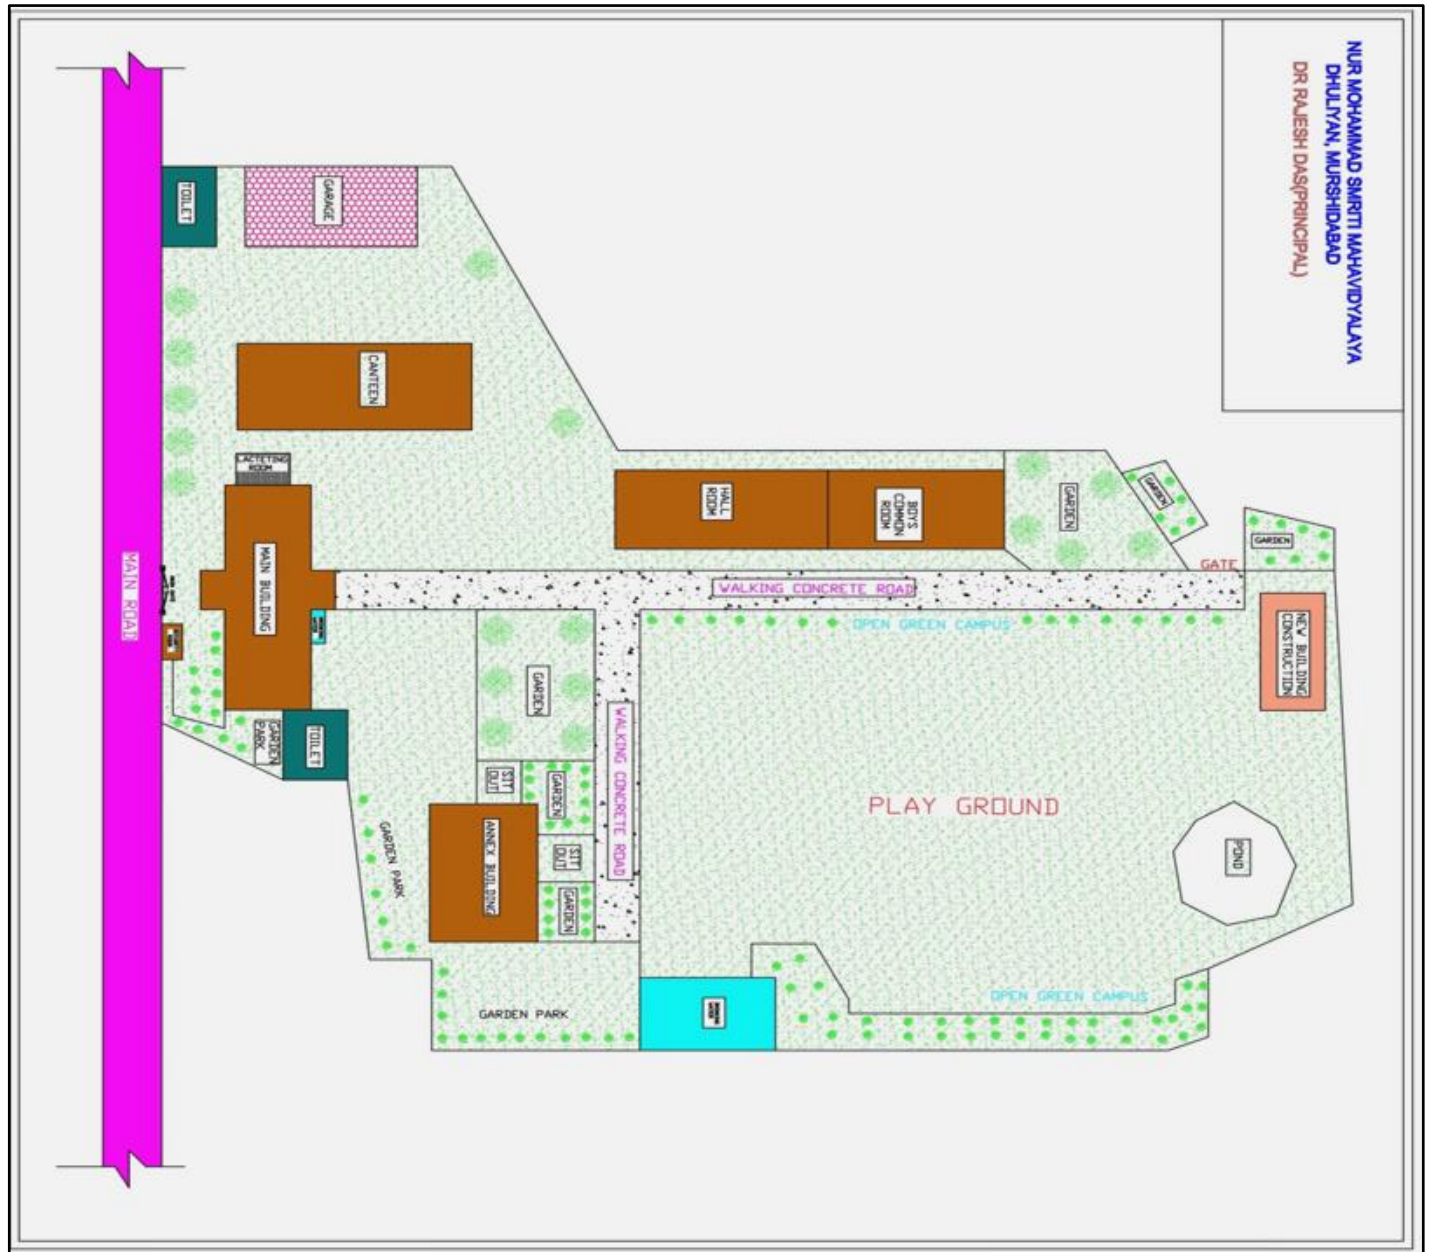 NUR MOHAMMAD SMRITI MAHAVIDYALAYA
DHULIYAN, MURSHIDABAD
DR RAJESH DAS(PRINCIPAL)
TOILET
GARAGE
CANTEEN
LACTETING
ROOM
HALL
ROOM
BOYS
COMMON
ROOM
GARDEN
GARDEN
GARDEN
GATE
MAIN ROAD
MAIN BUILDING
WALKING CONCRETE ROAD
OPEN GREEN CAMPUS
NEW BUILDING
CONSTRUCTION
GARDEN
WALKING CONCRETE ROAD
GARDEN
PARK
TOILET
SIT
OUT
GARDEN
PLAY GROUND
GARDEN PARK
ANNEX BUILDING
SIT
OUT
POND
GARDEN
OPEN GREEN CAMPUS
GARDEN PARK